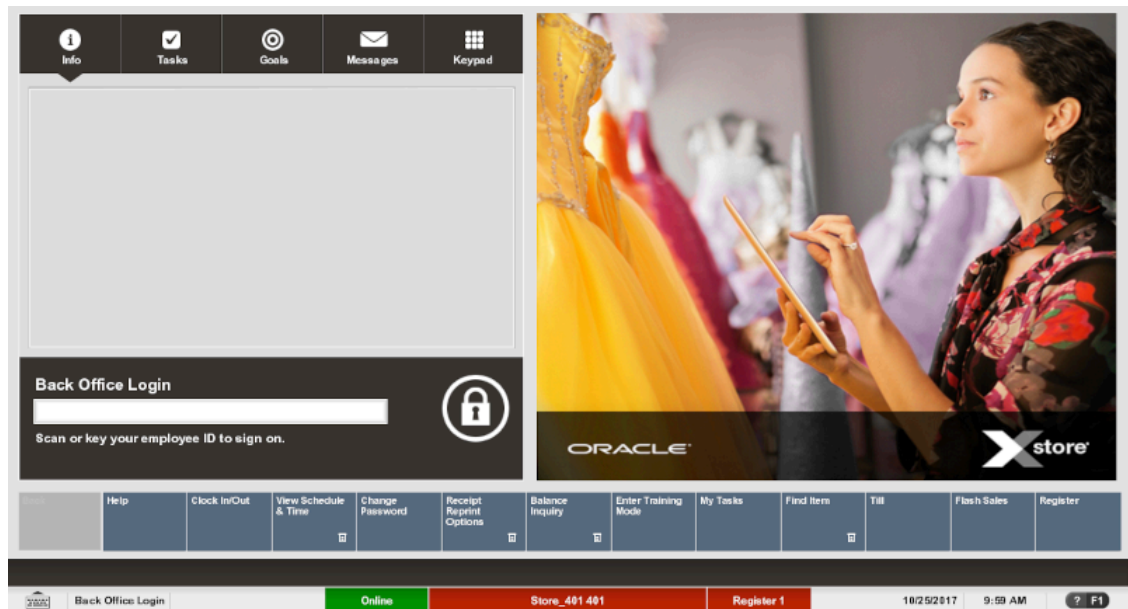 Info
Tasks
Goals
Messages
Keypad
Back Office Login
Scan or key your employee ID to sign on.
ORACLE
Xstore
Help
Clock In/Out
View Schedule
& Time
Change
Password
Receipt
Reprint
Options
Balance
Inquiry
Enter Training
Mode
My Tasks
Find Item
Till
Flash Sales
Register
Back Office Login
Online
Store_401 401
Register 1
10/25/2017
9:59 AM
? F1